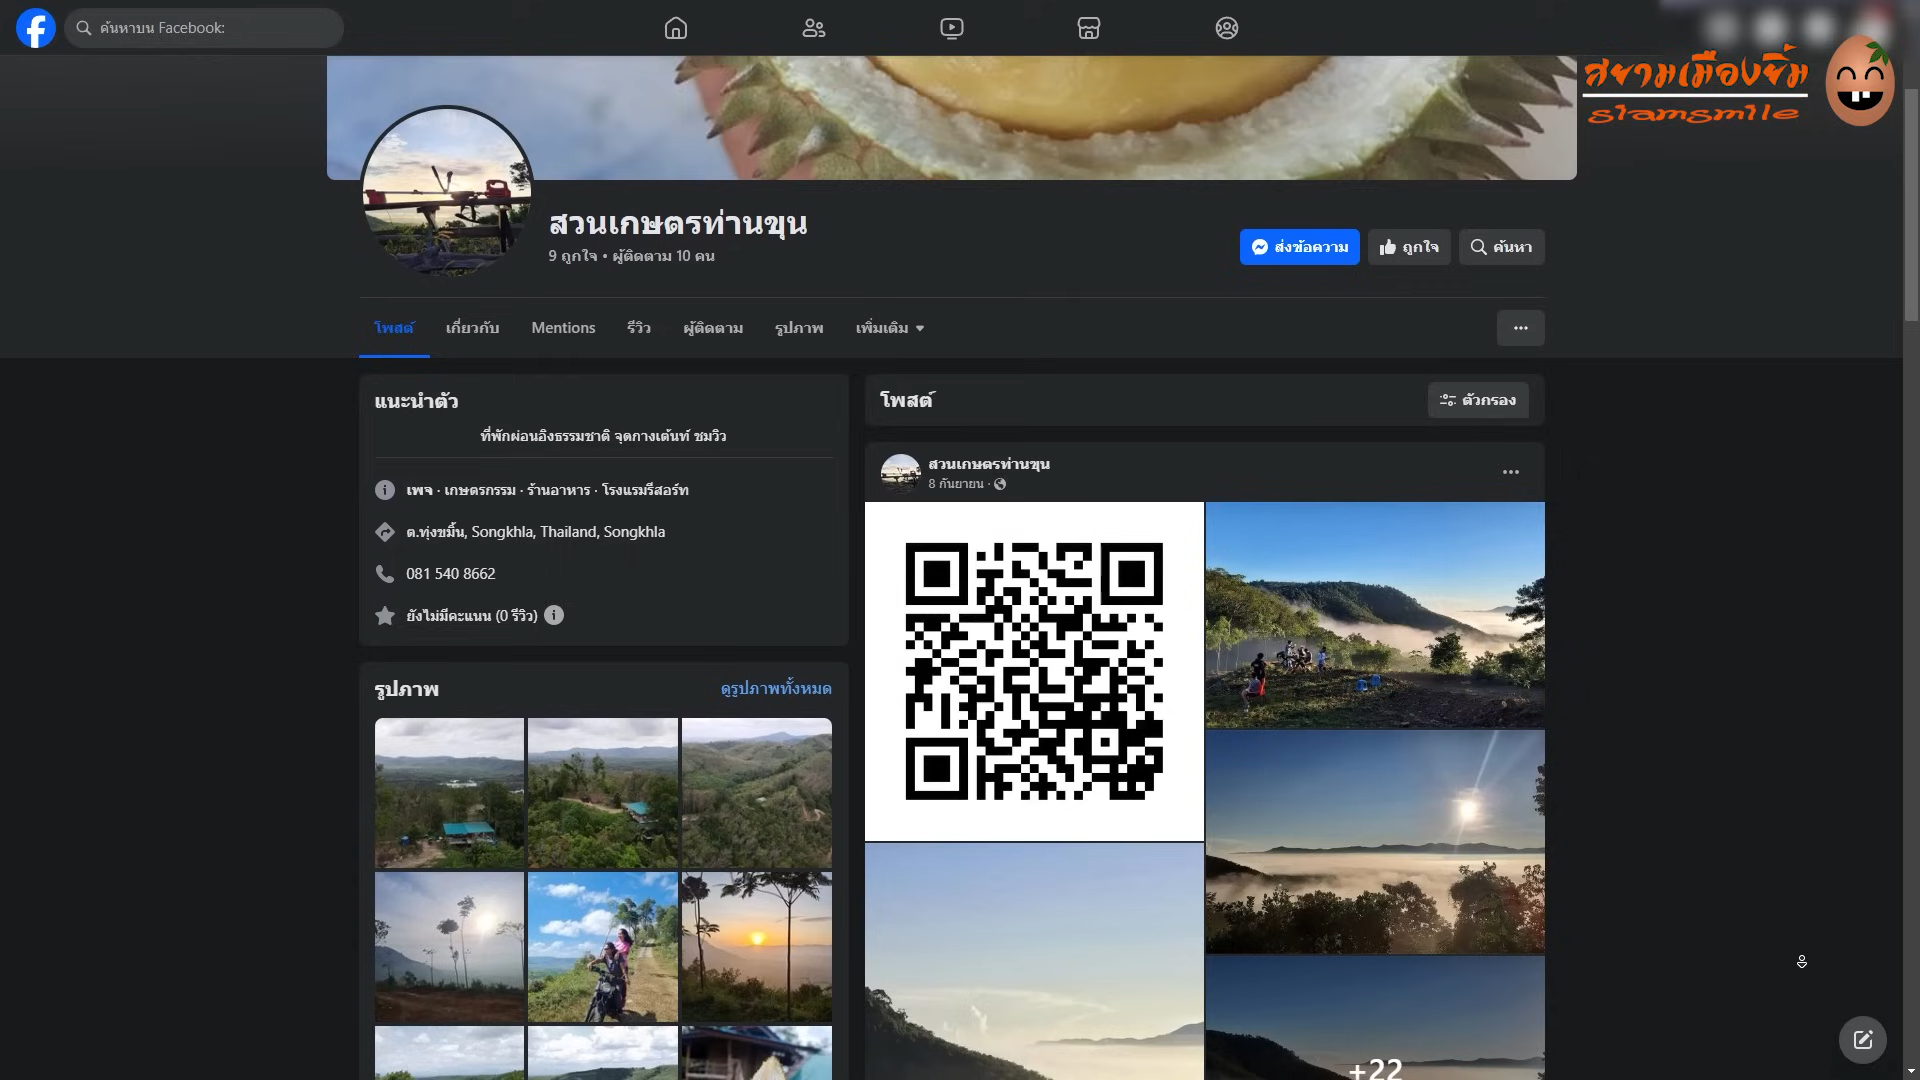 ค้นหาบน Facebook:
สยามเมืองยิ้ม
siamsmile
สวนเกษตรท่านขุน
9 ถูกใจ • ผู้ติดตาม 10 คน
ส่งข้อความ
ถูกใจ
ค้นหา
โพสต์
เกี่ยวกับ
Mentions
รีวิว
ผู้ติดตาม
รูปภาพ
เพิ่มเติม
แนะนำตัว
ที่พักผ่อนอิงธรรมชาติ จุดกางเต้นท์ ชมวิว
เพจ · เกษตรกรรม · ร้านอาหาร · โรงแรมรีสอร์ท
ต.ทุ่งขมิ้น, Songkhla, Thailand, Songkhla
081 540 8662
ยังไม่มีคะแนน (0 รีวิว)
รูปภาพ
ดูรูปภาพทั้งหมด
โพสต์
ตัวกรอง
สวนเกษตรท่านขุน
8 กันยายน ·
+22